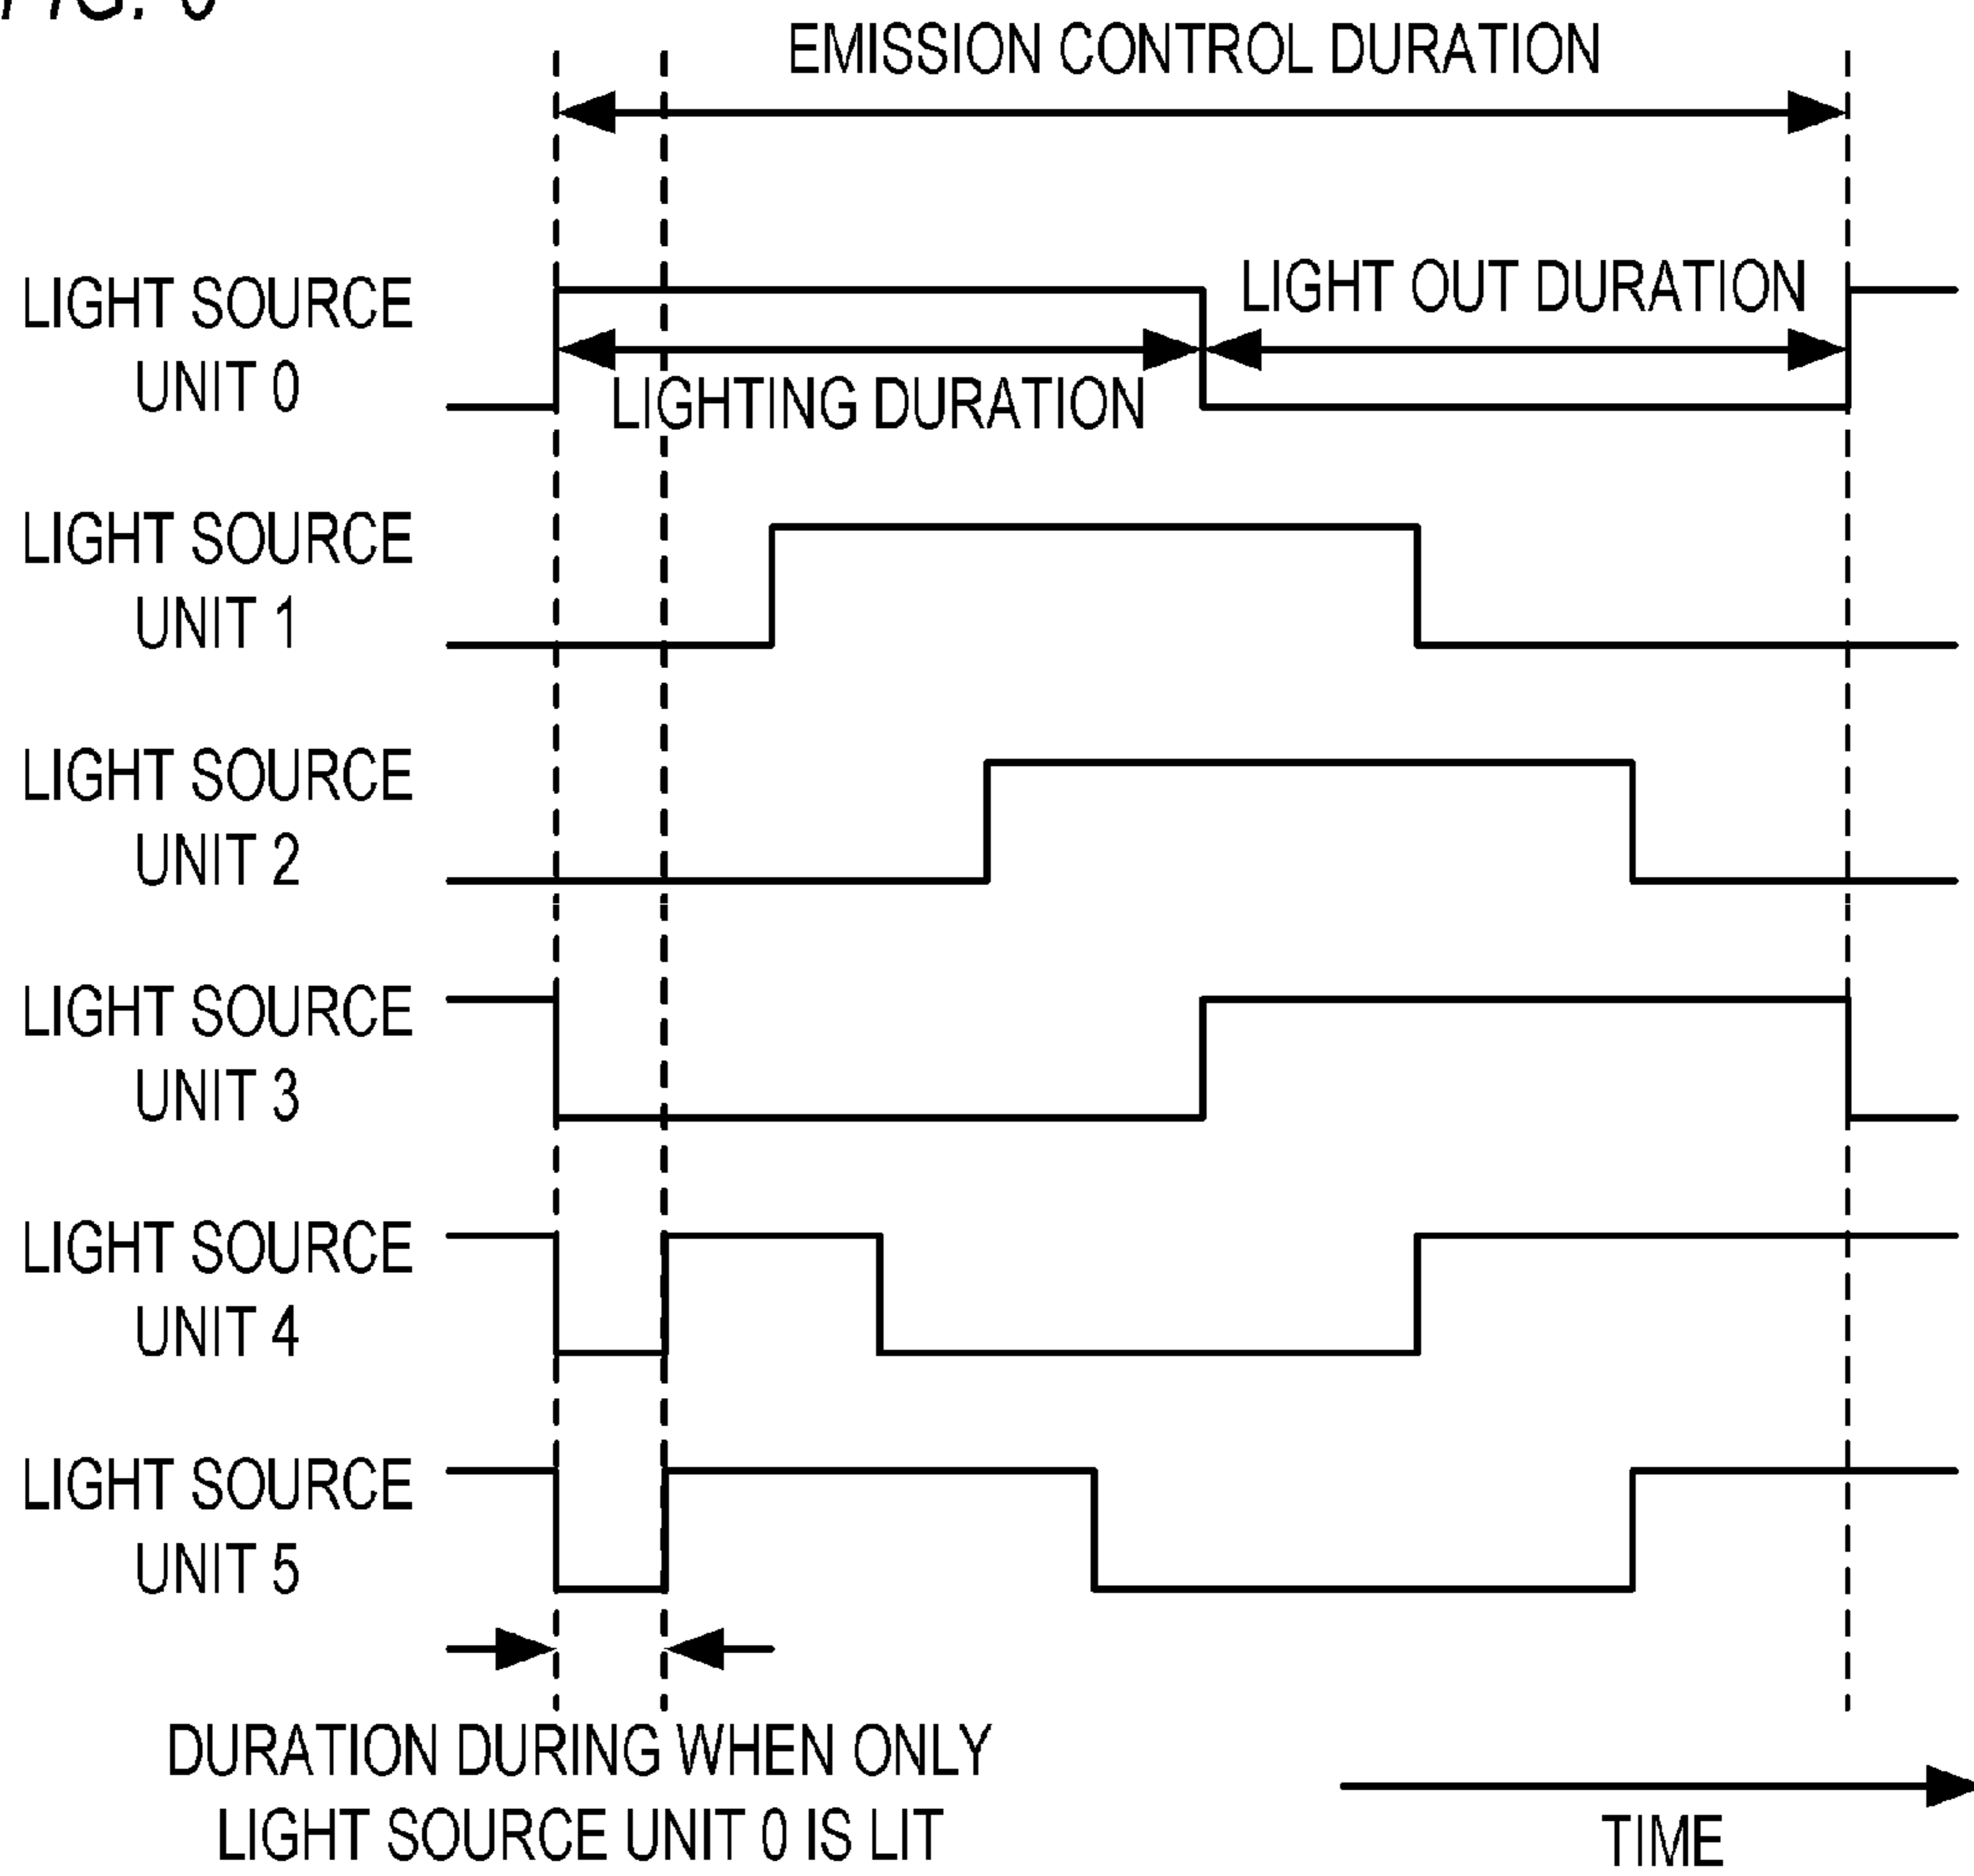 EMISSION CONTROL DURATION
LIGHT SOURCE
UNIT 0
LIGHT OUT DURATION
LIGHTING DURATION
LIGHT SOURCE
UNIT 1
LIGHT SOURCE
UNIT 2
LIGHT SOURCE
UNIT 3
LIGHT SOURCE
UNIT 4
LIGHT SOURCE
UNIT 5
DURATION DURING WHEN ONLY
LIGHT SOURCE UNIT 0 IS LIT
TIME